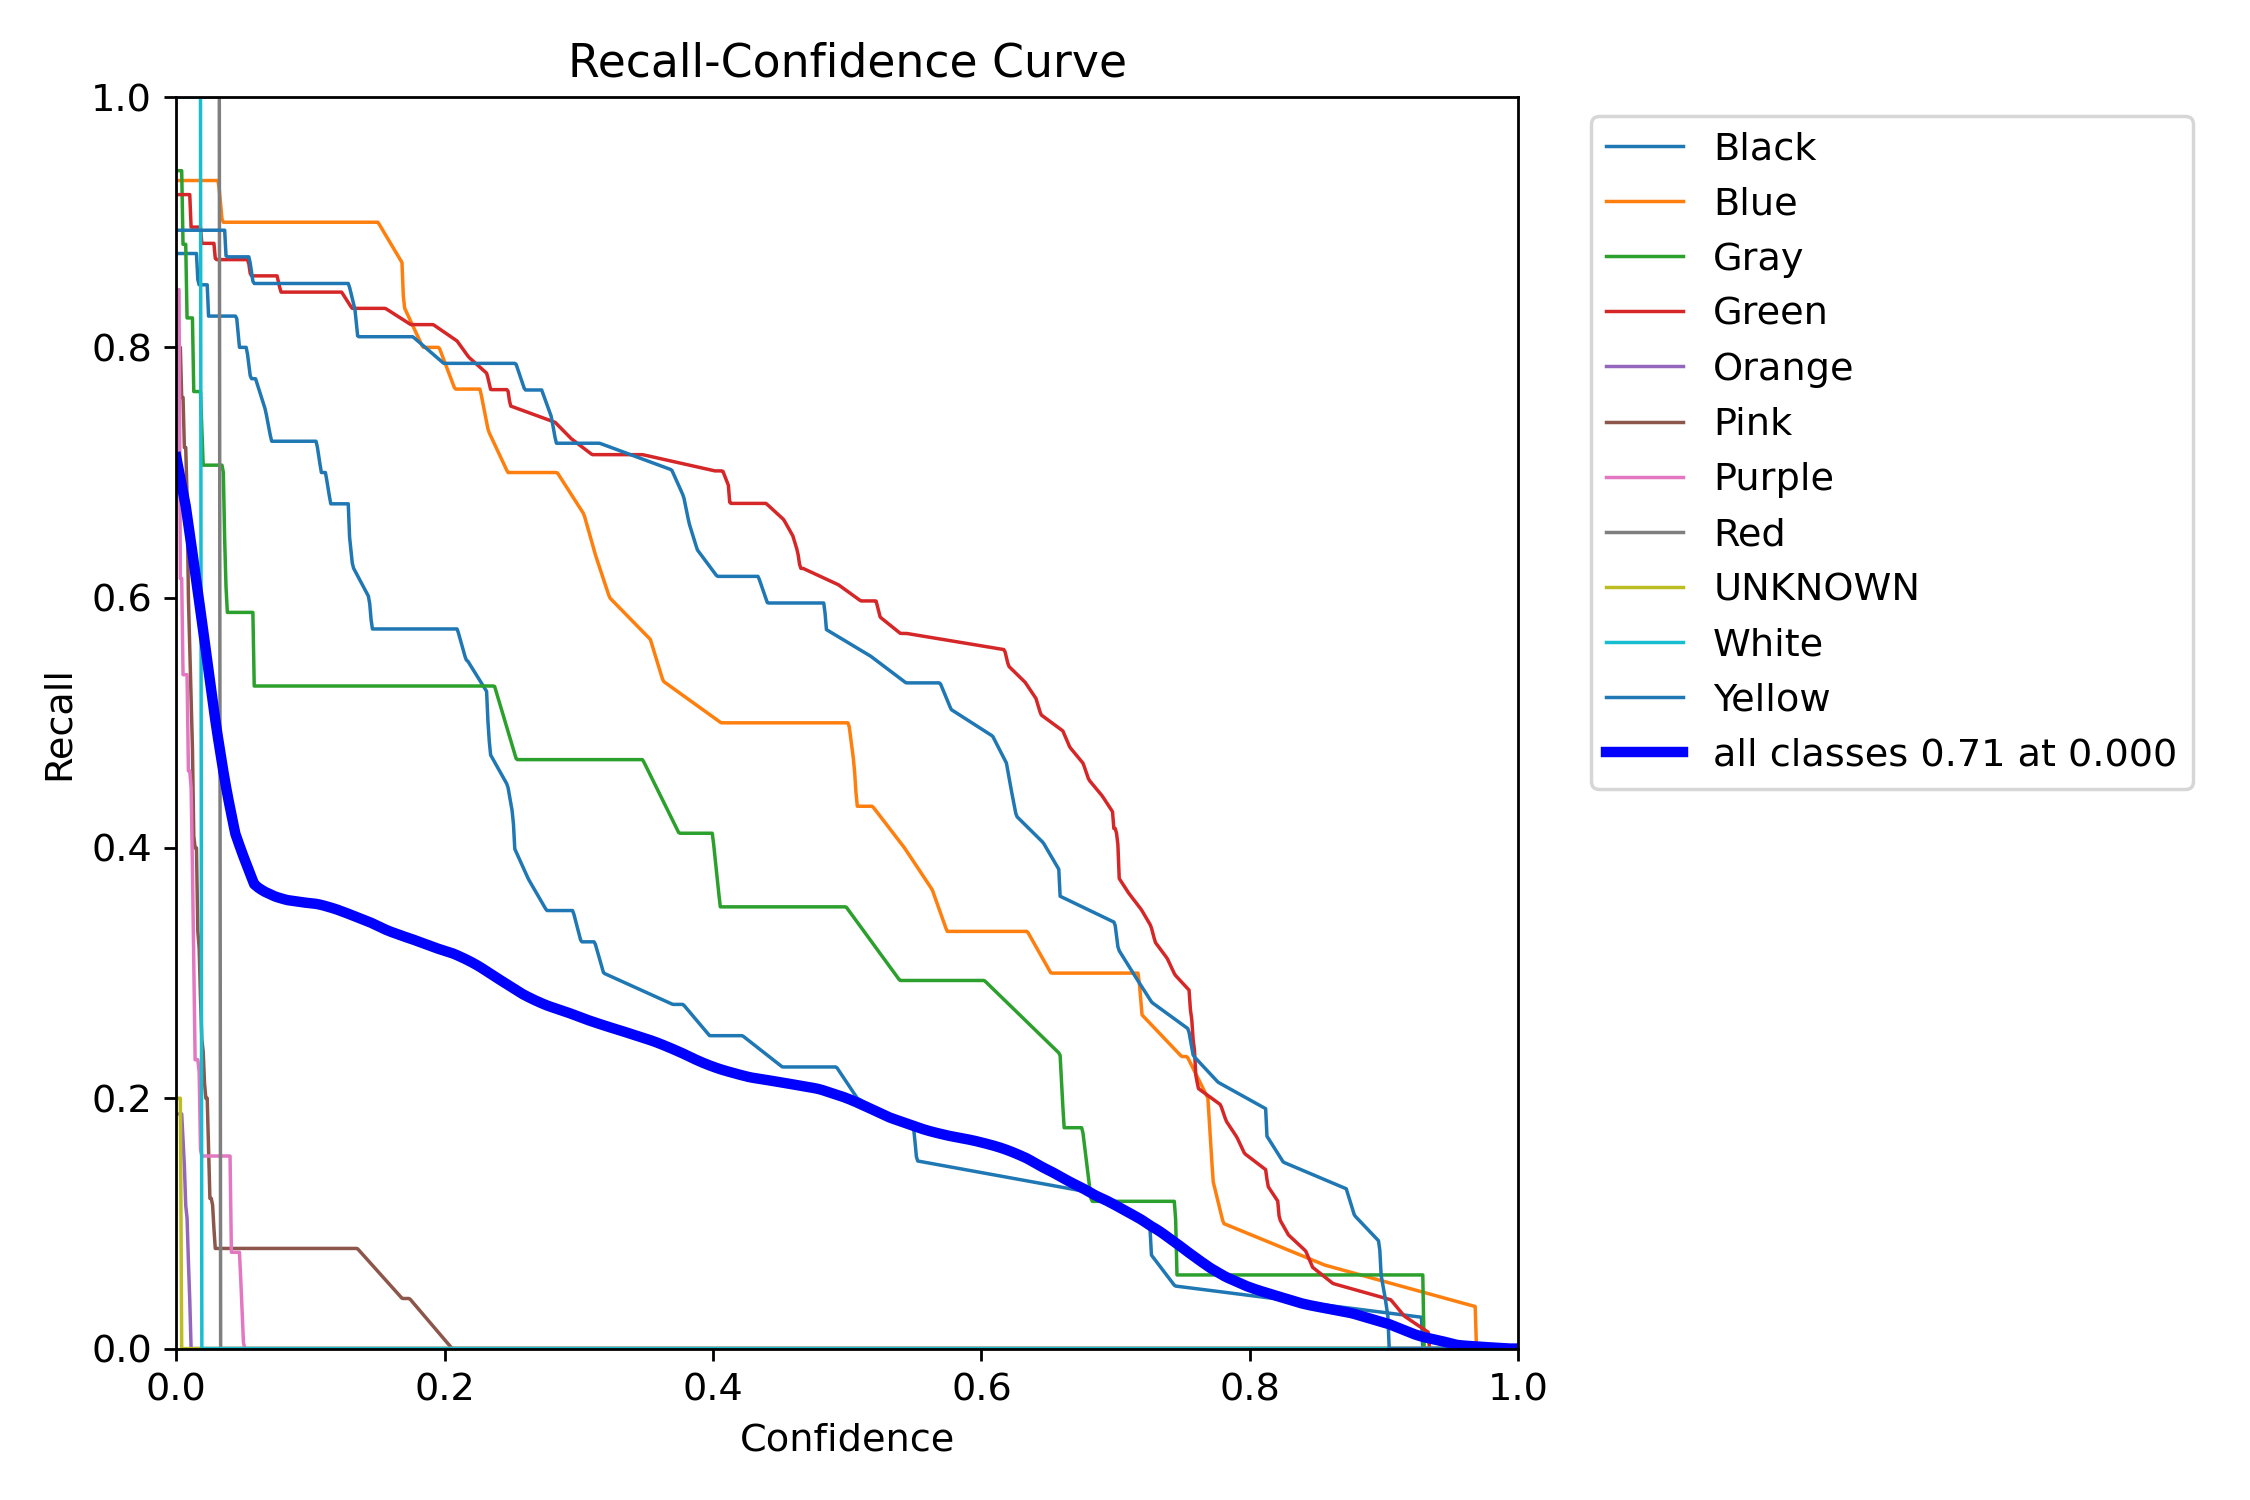 Recall-Confidence Curve
1.0
0.8
0.6
0.4
0.2
0.0
Recall
0.0 0.2 0.4 0.6 0.8 1.0
Confidence
Black
Blue
Gray
Green
Orange
Pink
Purple
Red
UNKNOWN
White
Yellow
all classes 0.71 at 0.000